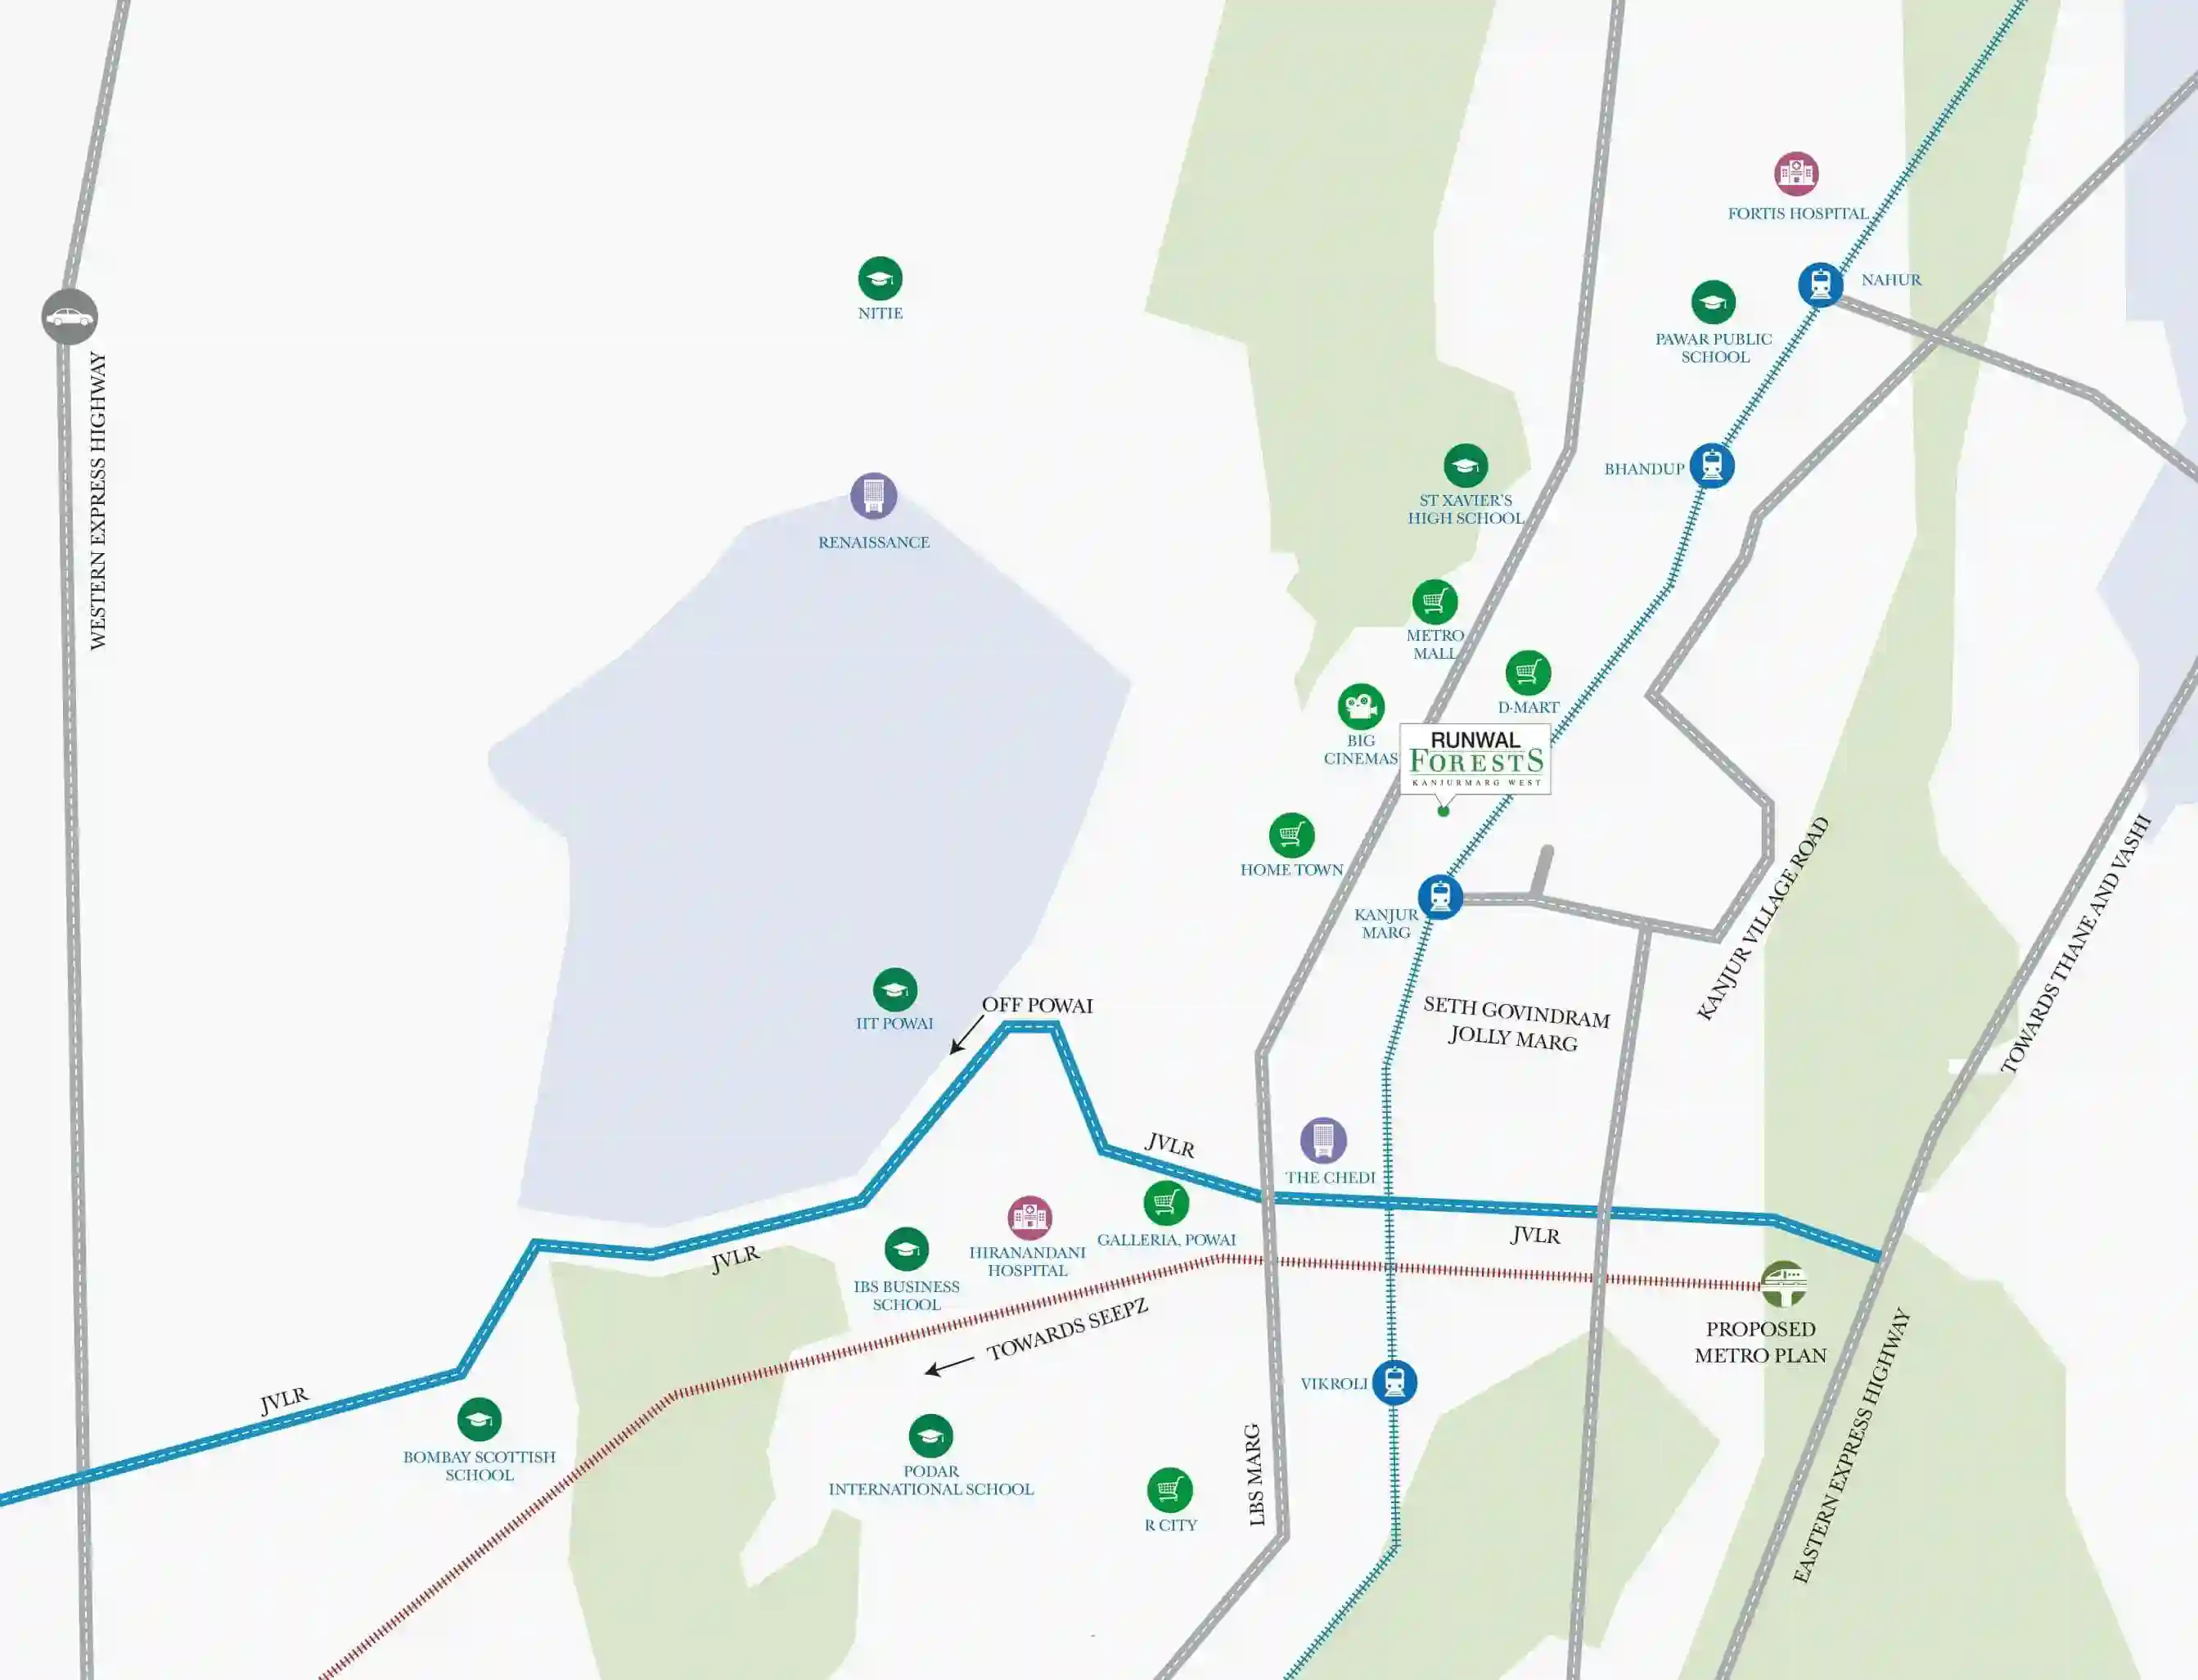 FORTIS HOSPITAL
NAHUR
NITIE
PAWAR PUBLIC
SCHOOL
WESTERN EXPRESS HIGHWAY
BHANDUP
ST XAVIER'S
HIGH SCHOOL
RENAISSANCE
METRO
MALL
D-MART
BIG
CINEMAS
RUNWAL
FORESTS
KANJURMARG WEST
HOME TOWN
KANJUR
MARG
KANJUR VILLAGE ROAD
TOWARDS THANE AND VASHI
IIT POWAI
OFF POWAI
SETH GOVINDRAM
JOLLY MARG
JVLR
THE CHEDI
JVLR
GALLERIA, POWAI
JVLR
HIRANANDANI
HOSPITAL
IBS BUSINESS
SCHOOL
TOWARDS SEEPZ
PROPOSED
METRO PLAN
VIKROLI
EASTERN EXPRESS HIGHWAY
JVLR
BOMBAY SCOTTISH
SCHOOL
PODAR
INTERNATIONAL SCHOOL
LBS MARG
R CITY